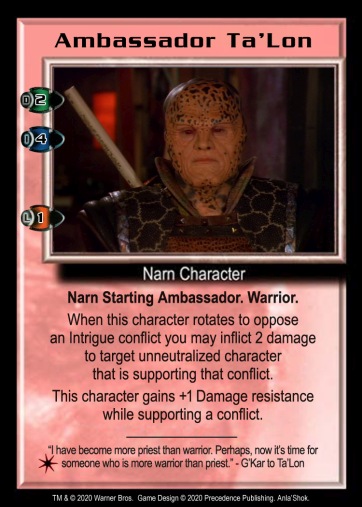 Ambassador Ta'Lon
D 2
I 4
L 1
Narn Character
Narn Starting Ambassador. Warrior.
When this character rotates to oppose
an Intrigue conflict you may inflict 2 damage
to target unneutralized character
that is supporting that conflict.
This character gains +1 Damage resistance
while supporting a conflict.
"I have become more priest than warrior. Perhaps, now it's time for
someone who is more warrior than priest." - G'Kar to Ta'Lon
TM & © 2020 Warner Bros. Game Design © 2020 Precedence Publishing. Anla'Shok.